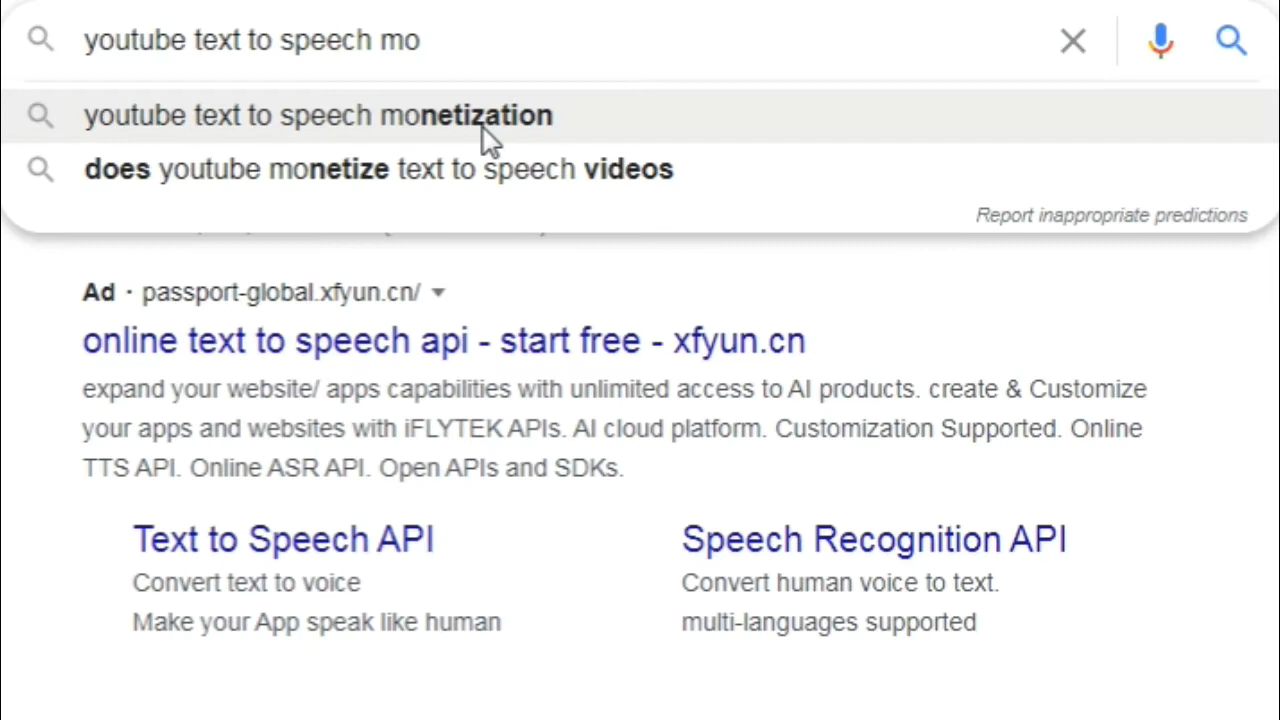 youtube text to speech mo
youtube text to speech monetization
does youtube monetize text to speech videos
Report inappropriate predictions
Ad · passport-global.xfyun.cn/
online text to speech api - start free - xfyun.cn
expand your website/ apps capabilities with unlimited access to AI products. create & Customize
your apps and websites with iFLYTEK APIs. AI cloud platform. Customization Supported. Online
TTS API. Online ASR API. Open APIs and SDKs.
Text to Speech API
Convert text to voice
Make your App speak like human
Speech Recognition API
Convert human voice to text.
multi-languages supported